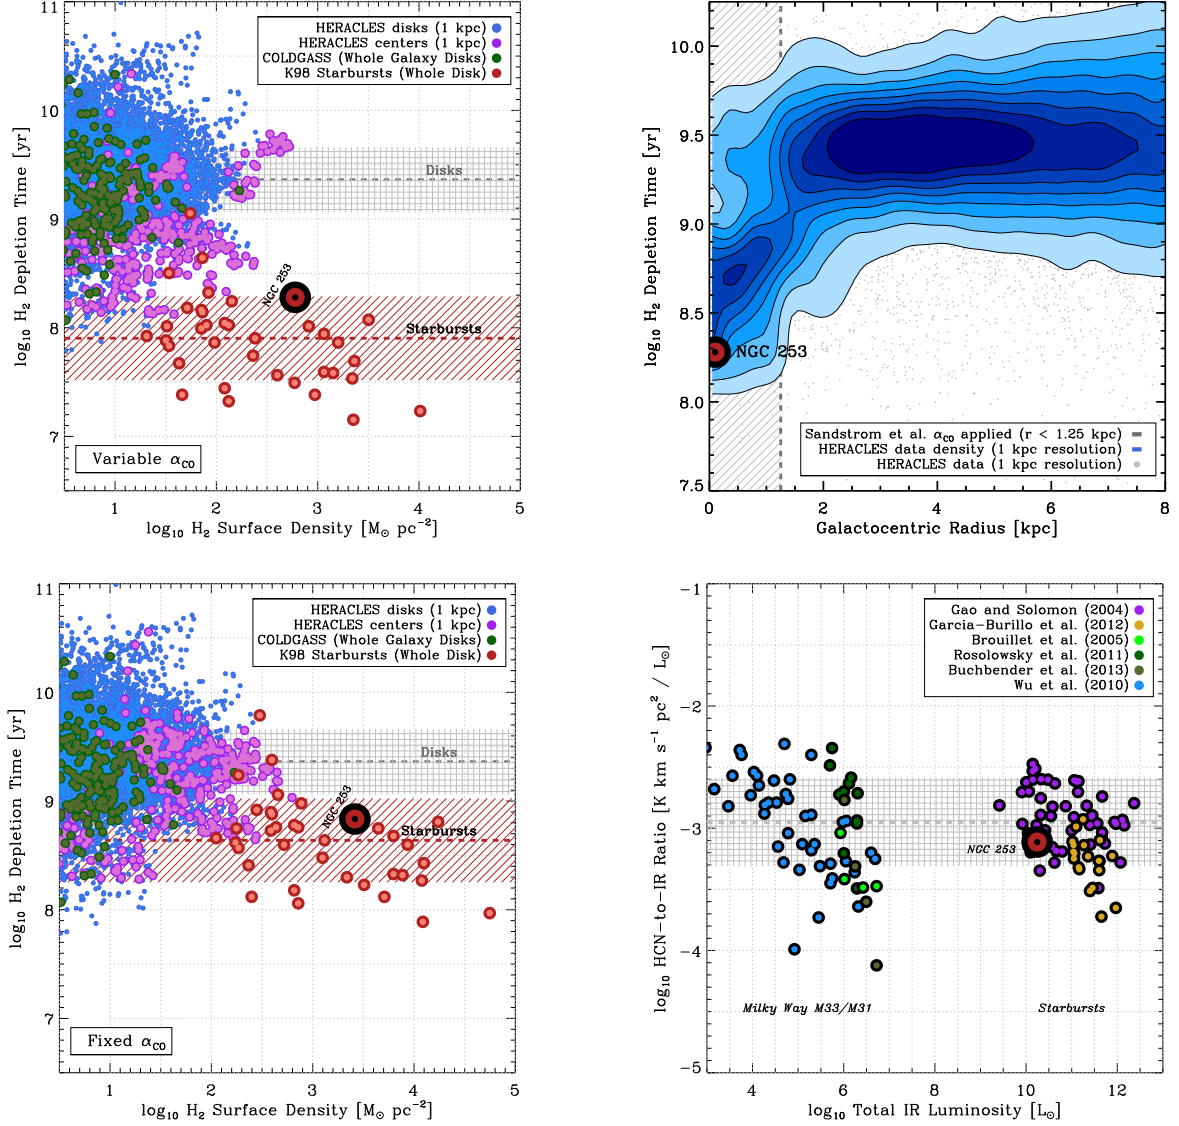 HERACLES disks (1 kpc)
HERACLES centers (1 kpc)
COLDGASS (Whole Galaxy Disks)
K98 Starbursts (Whole Disk)
11
10
9
8
7
log₁₀ H₂ Depletion Time [yr]
Disks
NGC 253
Starbursts
Variable α_CO
1 2 3 4 5
log₁₀ H₂ Surface Density [M⊙ pc⁻²]
10.0
9.5
9.0
8.5
8.0
7.5
log₁₀ H₂ Depletion Time [yr]
NGC 253
Sandstrom et al. α_CO applied (r < 1.25 kpc)
HERACLES data density (1 kpc resolution)
HERACLES data (1 kpc resolution)
0 2 4 6 8
Galactocentric Radius [kpc]
HERACLES disks (1 kpc)
HERACLES centers (1 kpc)
COLDGASS (Whole Galaxy Disks)
K98 Starbursts (Whole Disk)
11
10
9
8
7
log₁₀ H₂ Depletion Time [yr]
Disks
NGC 253
Starbursts
Fixed α_CO
1 2 3 4 5
log₁₀ H₂ Surface Density [M⊙ pc⁻²]
Gao and Solomon (2004)
Garcia-Burillo et al. (2012)
Brouillet et al. (2005)
Rosolowsky et al. (2011)
Buchbender et al. (2013)
Wu et al. (2010)
−1
−2
−3
−4
−5
log₁₀ HCN-to-IR Ratio [K km s⁻¹ pc² / L⊙]
NGC 253
Milky Way M33/M31
Starbursts
4 6 8 10 12
log₁₀ Total IR Luminosity [L⊙]